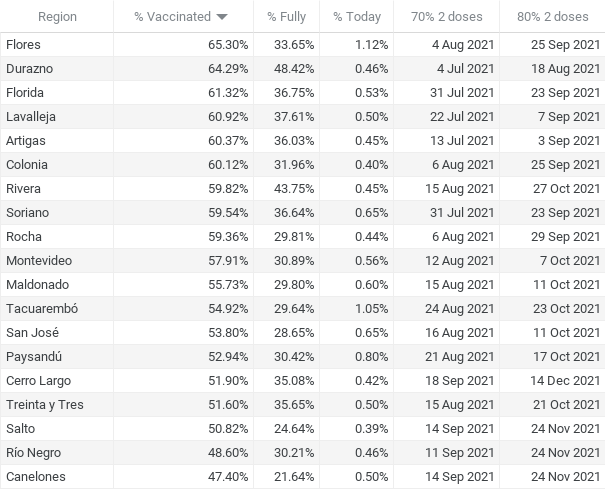 Region % Vaccinated % Fully % Today 70% 2 doses 80% 2 doses
Flores 65.30% 33.65% 1.12% 4 Aug 2021 25 Sep 2021
Durazno 64.29% 48.42% 0.46% 4 Jul 2021 18 Aug 2021
Florida 61.32% 36.75% 0.53% 31 Jul 2021 23 Sep 2021
Lavalleja 60.92% 37.61% 0.50% 22 Jul 2021 7 Sep 2021
Artigas 60.37% 36.03% 0.45% 13 Jul 2021 3 Sep 2021
Colonia 60.12% 31.96% 0.40% 6 Aug 2021 25 Sep 2021
Rivera 59.82% 43.75% 0.45% 15 Aug 2021 27 Oct 2021
Soriano 59.54% 36.64% 0.65% 31 Jul 2021 23 Sep 2021
Rocha 59.36% 29.81% 0.44% 6 Aug 2021 29 Sep 2021
Montevideo 57.91% 30.89% 0.56% 12 Aug 2021 7 Oct 2021
Maldonado 55.73% 29.80% 0.60% 15 Aug 2021 11 Oct 2021
Tacuarembó 54.92% 29.64% 1.05% 24 Aug 2021 23 Oct 2021
San José 53.80% 28.65% 0.65% 16 Aug 2021 11 Oct 2021
Paysandú 52.94% 30.42% 0.80% 21 Aug 2021 17 Oct 2021
Cerro Largo 51.90% 35.08% 0.42% 18 Sep 2021 14 Dec 2021
Treinta y Tres 51.60% 35.65% 0.50% 15 Aug 2021 21 Oct 2021
Salto 50.82% 24.64% 0.39% 14 Sep 2021 24 Nov 2021
Río Negro 48.60% 30.21% 0.46% 11 Sep 2021 24 Nov 2021
Canelones 47.40% 21.64% 0.50% 14 Sep 2021 24 Nov 2021